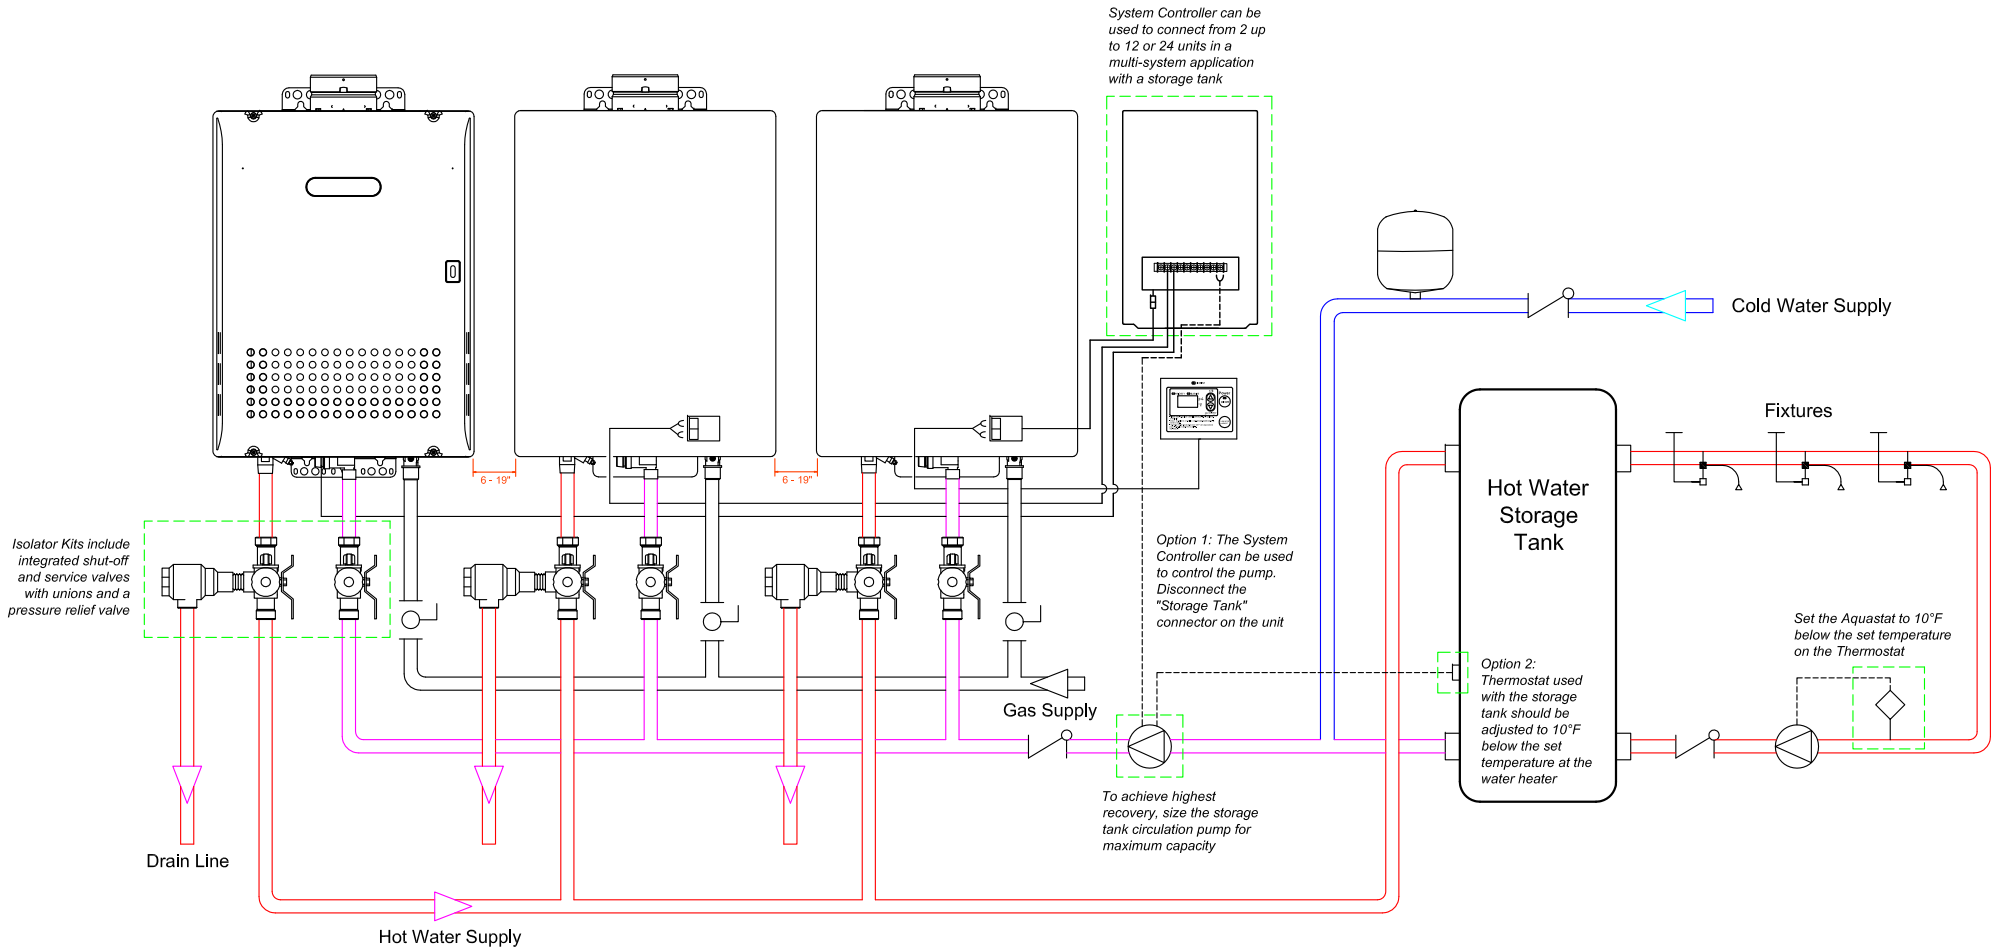 System Controller can be
used to connect from 2 up
to 12 or 24 units in a
multi-system application
with a storage tank
Cold Water Supply
Fixtures
6 - 19"
6 - 19"
Hot Water
Storage
Tank
Isolator Kits include
integrated shut-off
and service valves
with unions and a
pressure relief valve
Option 1: The System
Controller can be used
to control the pump.
Disconnect the
"Storage Tank"
connector on the unit
Set the Aquastat to 10°F
below the set temperature
on the Thermostat
Option 2:
Thermostat used
with the storage
tank should be
adjusted to 10°F
below the set
temperature at the
water heater
Gas Supply
To achieve highest
recovery, size the storage
tank circulation pump for
maximum capacity
Drain Line
Hot Water Supply